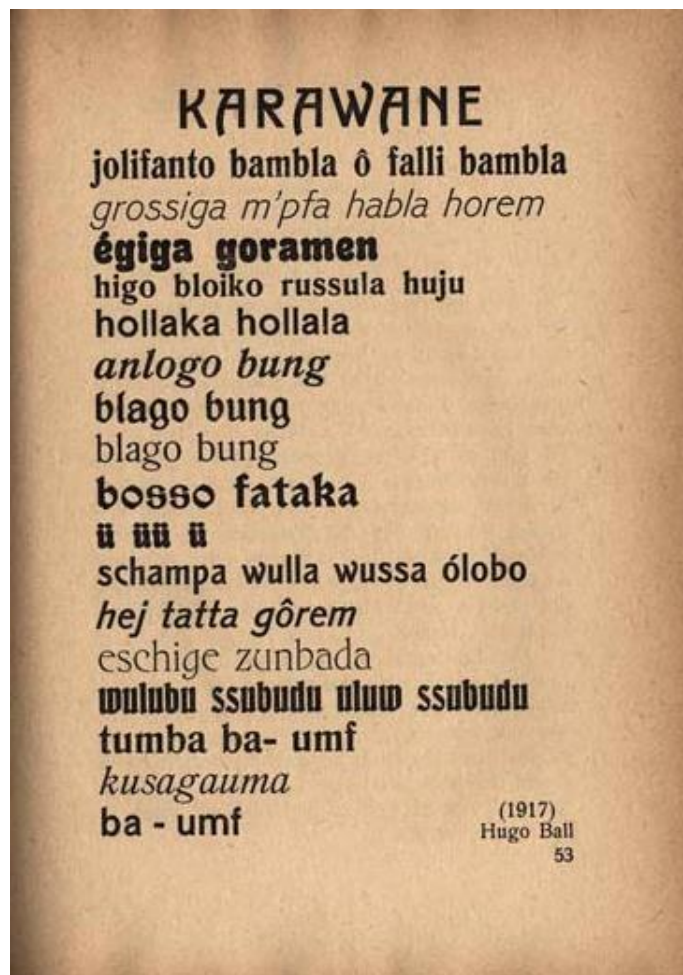 KARAWANE
jolifanto bambla ô falli bambla
grossiga m'pfa habla horem
égiga goramen
higo bloiko russula huju
hollaka hollala
anlogo bung
blago bung
blago bung
bosso fataka
ü üü ü
schampa wulla wussa ólobo
hej tatta gôrem
eschige zunbada
wulubu ssubudu uluw ssubudu
tumba ba- umf
kusagauma
ba - umf
(1917)
Hugo Ball
53